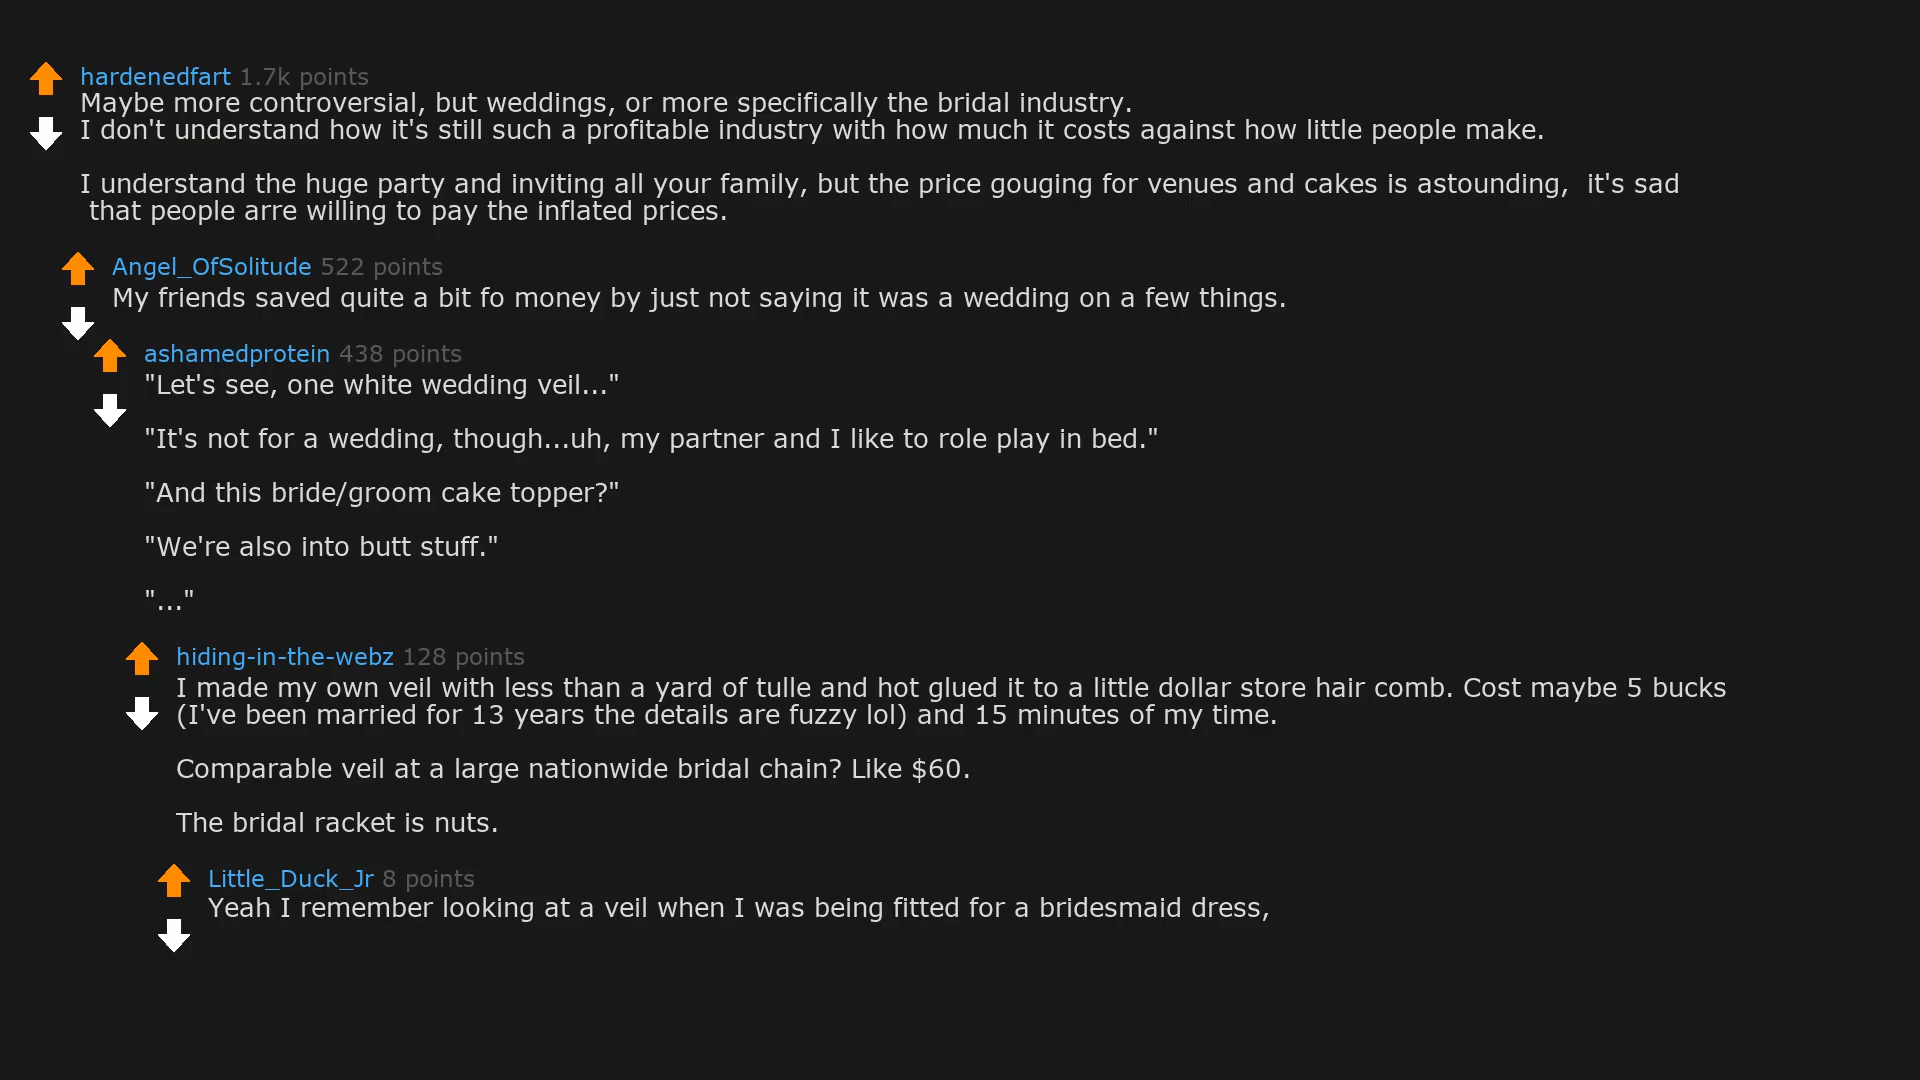 hardenedfart 1.7k points
Maybe more controversial, but weddings, or more specifically the bridal industry.
I don't understand how it's still such a profitable industry with how much it costs against how little people make.
I understand the huge party and inviting all your family, but the price gouging for venues and cakes is astounding,  it's sad
that people arre willing to pay the inflated prices.
Angel_OfSolitude 522 points
My friends saved quite a bit fo money by just not saying it was a wedding on a few things.
ashamedprotein 438 points
"Let's see, one white wedding veil..."
"It's not for a wedding, though...uh, my partner and I like to role play in bed."
"And this bride/groom cake topper?"
"We're also into butt stuff."
"..."
hiding-in-the-webz 128 points
I made my own veil with less than a yard of tulle and hot glued it to a little dollar store hair comb. Cost maybe 5 bucks
(I've been married for 13 years the details are fuzzy lol) and 15 minutes of my time.
Comparable veil at a large nationwide bridal chain? Like $60.
The bridal racket is nuts.
Little_Duck_Jr 8 points
Yeah I remember looking at a veil when I was being fitted for a bridesmaid dress,